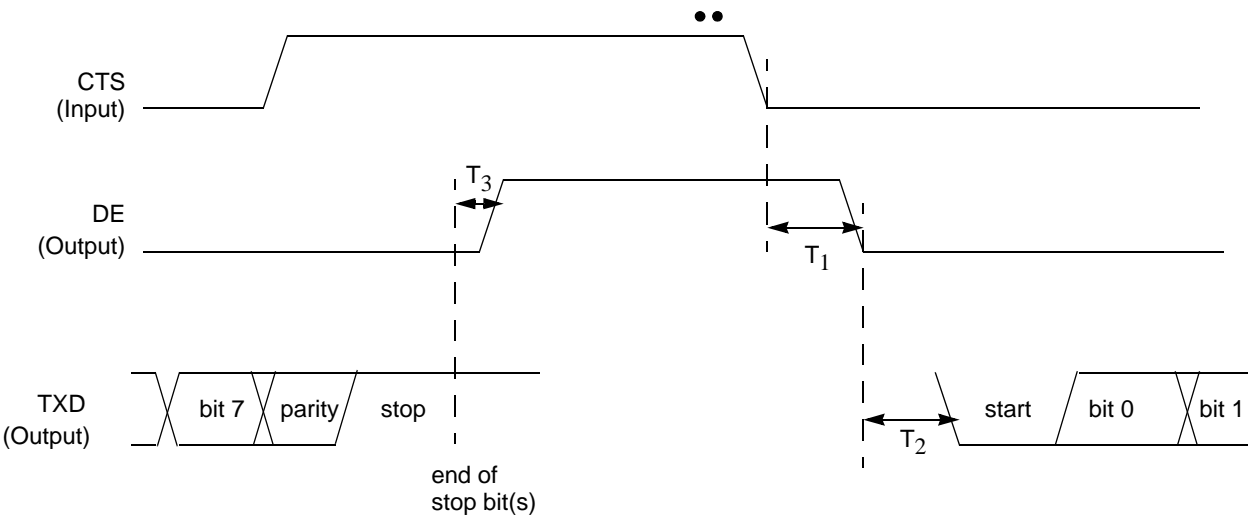 CTS
(Input)
T3
DE
(Output)
T1
TXD
(Output)
bit 7
parity
stop
T2
start
bit 0
bit 1
end of
stop bit(s)